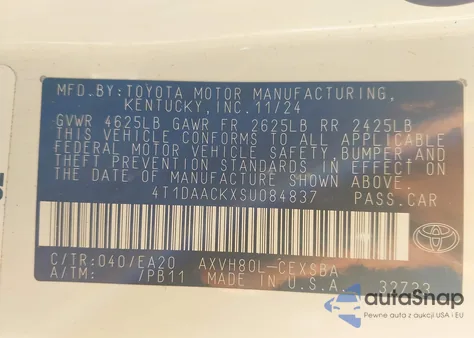 MFD.BY: TOYOTA MOTOR MANUFACTURING,
KENTUCKY, INC. 11/24
GVWR 4625LB GAWR FR 2625LB RR 2425LB
THIS VEHICLE CONFORMS TO ALL APPLICABLE
FEDERAL MOTOR VEHICLE SAFETY, BUMPER, AND
THEFT PREVENTION STANDARDS IN EFFECT ON
THE DATE OF MANUFACTURE SHOWN ABOVE.
4T1DAACKXSU084837 PASS.CAR
C/TR: 040/EA20 AXVH80L-CEXSBA
A/TM: /PB11 MADE IN U.S.A. 33733
TOYOTA
autoSnap
Pewne auta z aukcji USA i EU